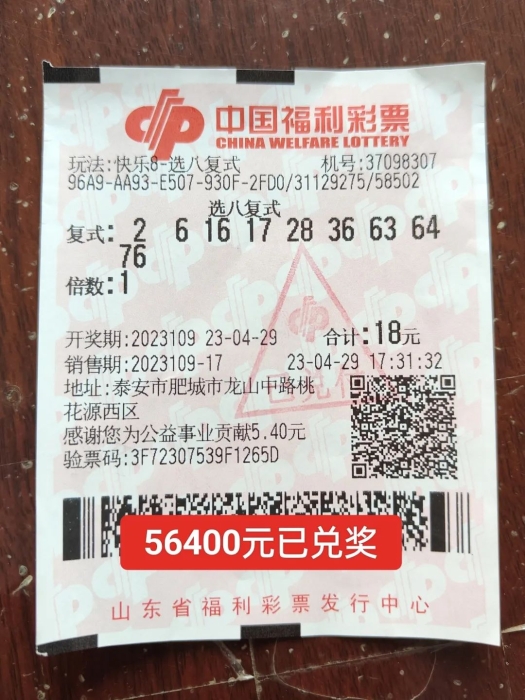 中国福利彩票
CHINA WELFARE LOTTERY
玩法:快乐8-选八复式 机号:37098307
96A9-AA93-E507-930F-2FD0/31129275/58502
选八复式
复式: 2 6 16 17 28 36 63 64
76
倍数:1
开奖期:2023109 23-04-29 合计:18元
销售期:2023109-17 23-04-29 17:31:32
地址:泰安市肥城市龙山中路桃
花源西区
感谢您为公益事业贡献5.40元
验票码:3F72307539F1265D
已兑付
56400元已兑奖
山东省福利彩票发行中心